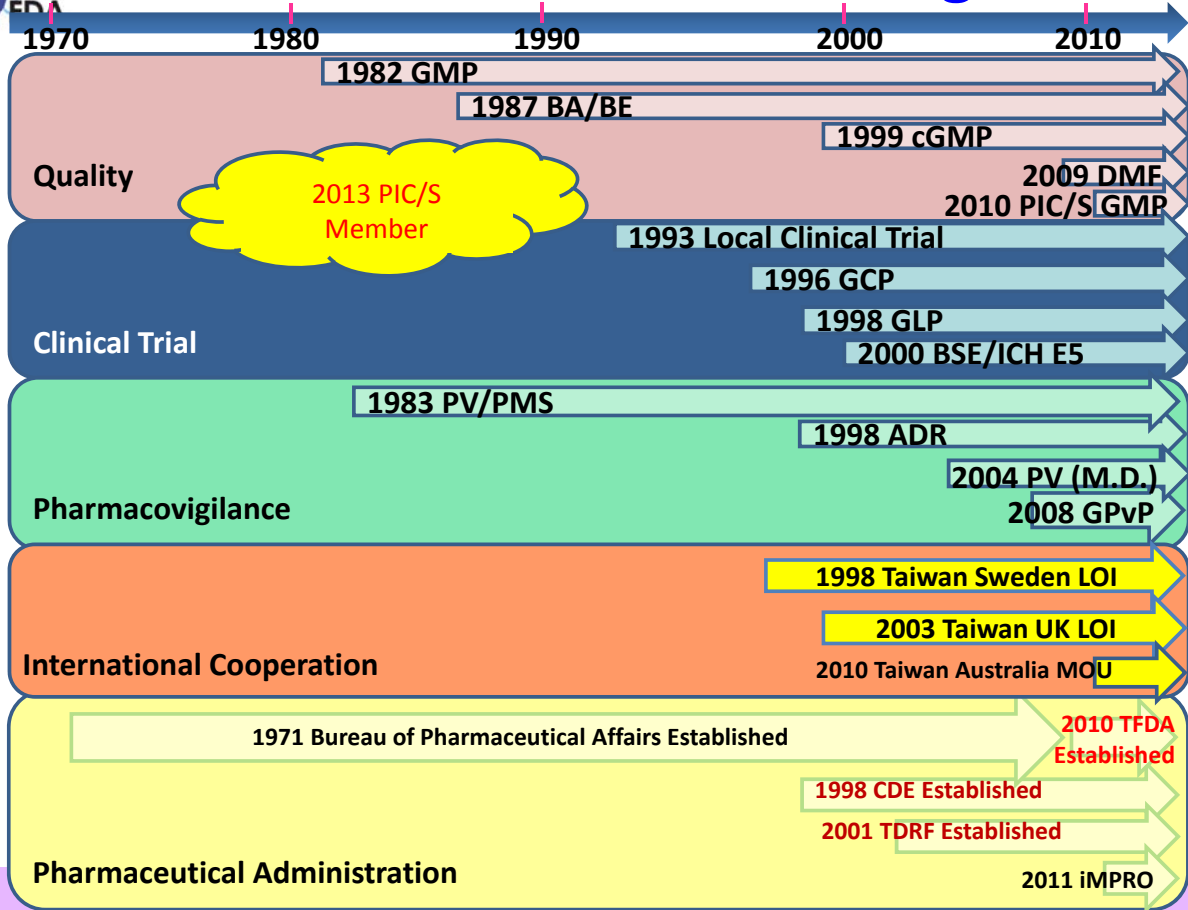 FDA
1970 1980 1990 2000 2010
1982 GMP
1987 BA/BE
1999 cGMP
Quality
2009 DMF
2010 PIC/S GMP
2013 PIC/S
Member
1993 Local Clinical Trial
1996 GCP
1998 GLP
Clinical Trial
2000 BSE/ICH E5
1983 PV/PMS
1998 ADR
2004 PV (M.D.)
Pharmacovigilance
2008 GPvP
1998 Taiwan Sweden LOI
2003 Taiwan UK LOI
International Cooperation
2010 Taiwan Australia MOU
1971 Bureau of Pharmaceutical Affairs Established
2010 TFDA
Established
1998 CDE Established
2001 TDRF Established
Pharmaceutical Administration
2011 iMPRO